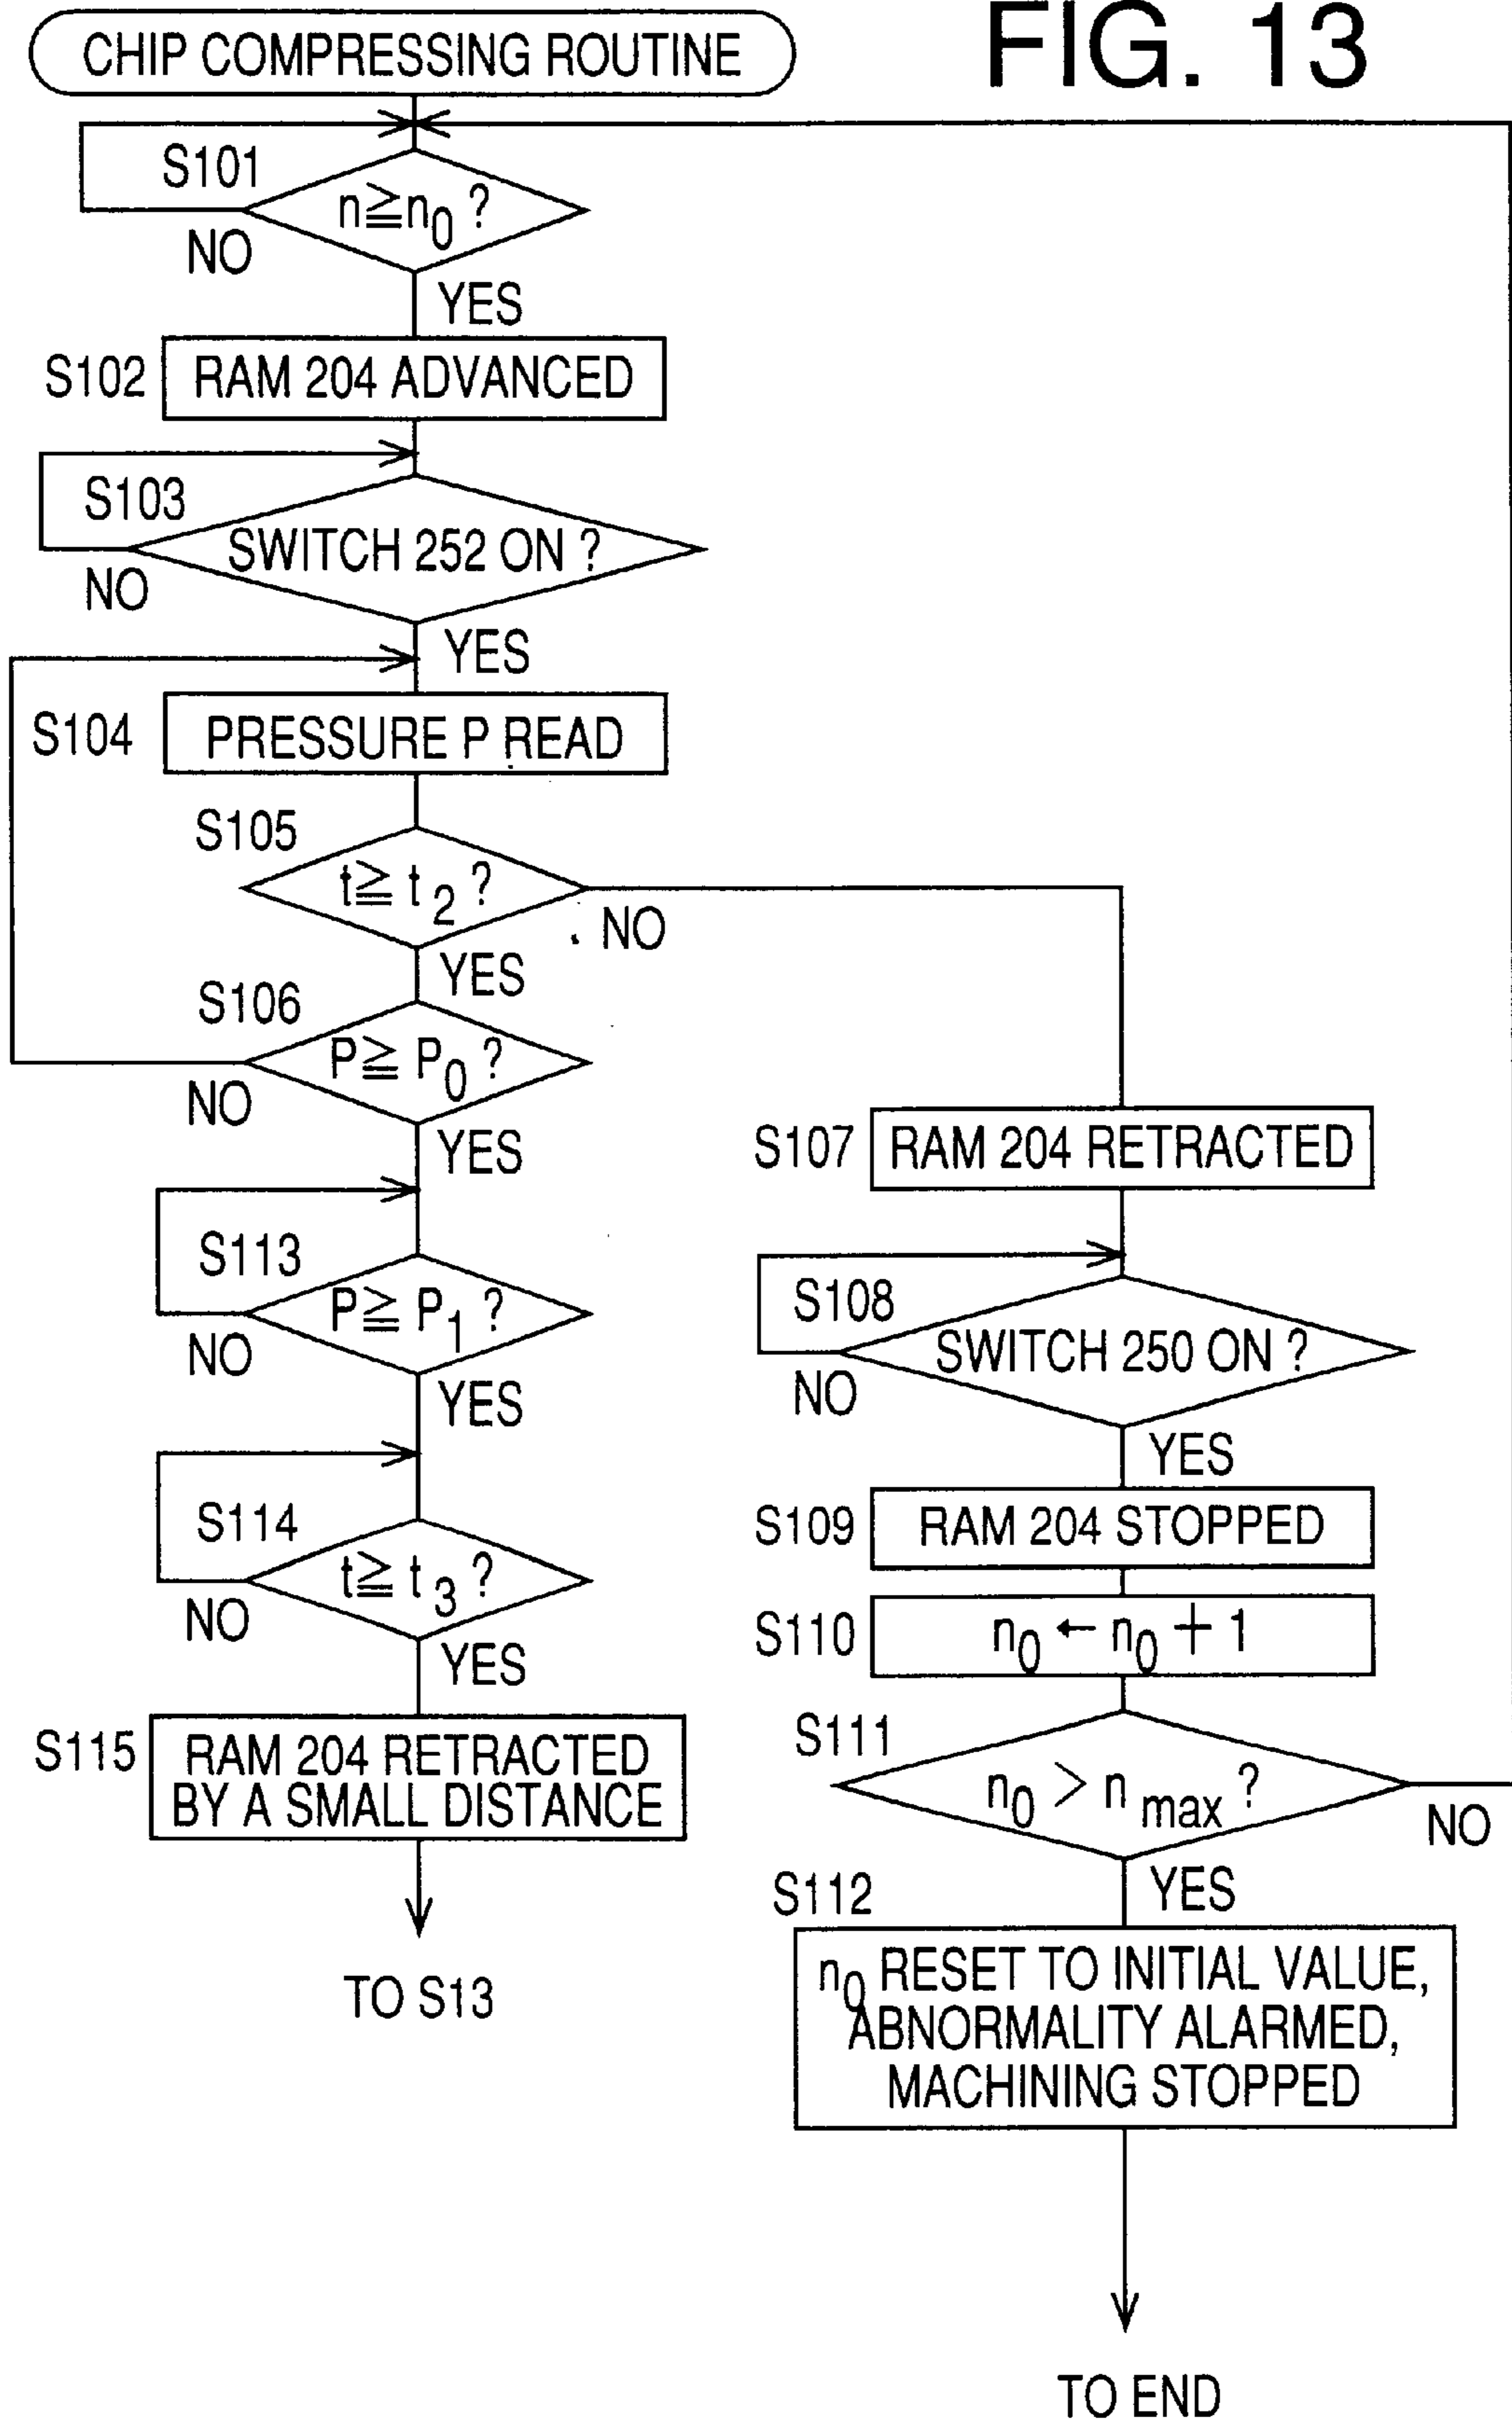 FIG. 13
CHIP COMPRESSING ROUTINE
S101
n≧n0 ?
NO
YES
S102
RAM 204 ADVANCED
S103
SWITCH 252 ON ?
NO
YES
S104
PRESSURE P READ
S105
t≧ t2 ?
NO
YES
S106
P≧ P0 ?
NO
YES
S113
P≧ P1 ?
NO
YES
S114
t≧ t3 ?
NO
YES
S115
RAM 204 RETRACTED
BY A SMALL DISTANCE
TO S13
S107
RAM 204 RETRACTED
S108
SWITCH 250 ON ?
NO
YES
S109
RAM 204 STOPPED
S110
n0 ← n0 + 1
S111
n0 > nmax ?
NO
YES
S112
n0 RESET TO INITIAL VALUE,
ABNORMALITY ALARMED,
MACHINING STOPPED
TO END